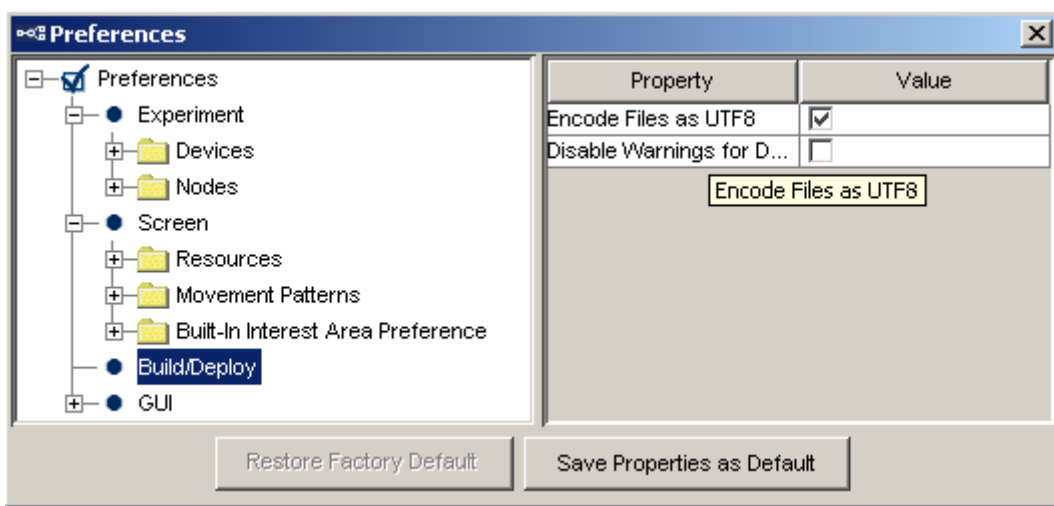 Preferences
Preferences
Experiment
Devices
Nodes
Screen
Resources
Movement Patterns
Built-In Interest Area Preference
Build/Deploy
GUI
Property Value
Encode Files as UTF8
Disable Warnings for D...
Encode Files as UTF8
Restore Factory Default Save Properties as Default